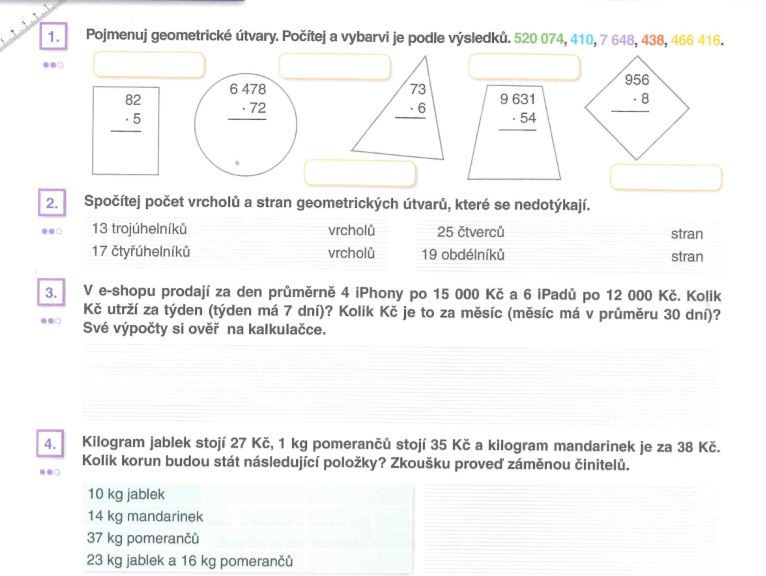 1. Pojmenuj geometrické útvary. Počítej a vybarvi je podle výsledků. 520 074, 410, 7 648, 438, 466 416.
82
· 5
6 478
· 72
73
· 6
9 631
· 54
956
· 8
2. Spočítej počet vrcholů a stran geometrických útvarů, které se nedotýkají.
13 trojúhelníků vrcholů 25 čtverců stran
17 čtyřúhelníků vrcholů 19 obdélníků stran
3. V e-shopu prodají za den průměrně 4 iPhony po 15 000 Kč a 6 iPadů po 12 000 Kč. Kolik
Kč utrží za týden (týden má 7 dní)? Kolik Kč je to za měsíc (měsíc má v průměru 30 dní)?
Své výpočty si ověř na kalkulačce.
4. Kilogram jablek stojí 27 Kč, 1 kg pomerančů stojí 35 Kč a kilogram mandarinek je za 38 Kč.
Kolik korun budou stát následující položky? Zkoušku proveď záměnou činitelů.
10 kg jablek
14 kg mandarinek
37 kg pomerančů
23 kg jablek a 16 kg pomerančů